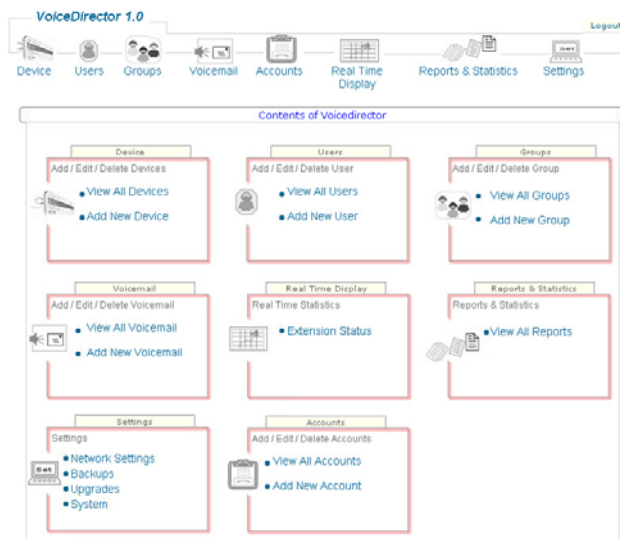 VoiceDirector 1.0
Logout
Device
Users
Groups
Voicemail
Accounts
Real Time
Display
Reports & Statistics
Settings
Contents of Voicedirector
Device
Add / Edit / Delete Devices
View All Devices
Add New Device
Users
Add / Edit / Delete User
View All Users
Add New User
Groups
Add / Edit / Delete Group
View All Groups
Add New Group
Voicemail
Add / Edit / Delete Voicemail
View All Voicemail
Add New Voicemail
Real Time Display
Real Time Statistics
Extension Status
Reports & Statistics
Reports & Statistics
View All Reports
Settings
Settings
Set
Network Settings
Backups
Upgrades
System
Accounts
Add / Edit / Delete Accounts
View All Accounts
Add New Account